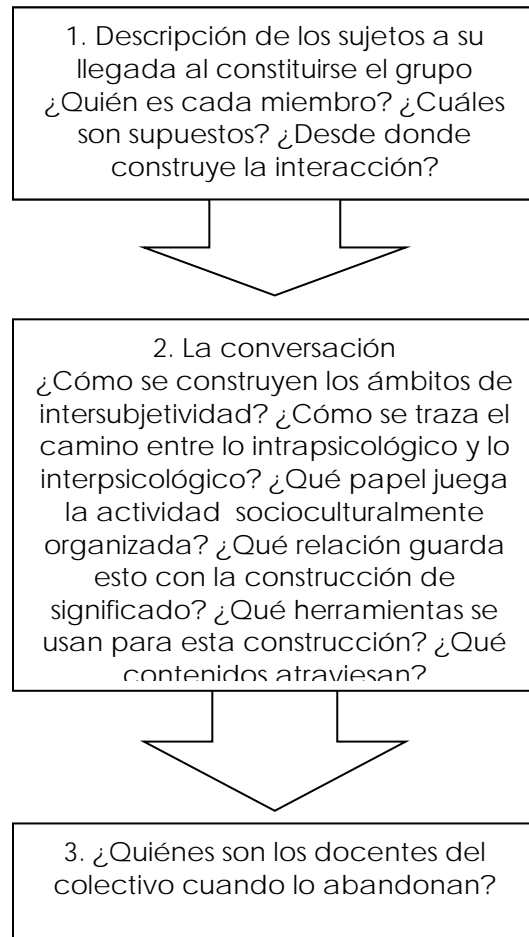 1. Descripción de los sujetos a su
llegada al constituirse el grupo
¿Quién es cada miembro? ¿Cuáles
son supuestos? ¿Desde donde
construye la interacción?
2. La conversación
¿Cómo se construyen los ámbitos de
intersubjetividad? ¿Cómo se traza el
camino entre lo intrapsicológico y lo
interpsicológico? ¿Qué papel juega
la actividad socioculturalmente
organizada? ¿Qué relación guarda
esto con la construcción de
significado? ¿Qué herramientas se
usan para esta construcción? ¿Qué
contenidos atraviesan?
3. ¿Quiénes son los docentes del
colectivo cuando lo abandonan?